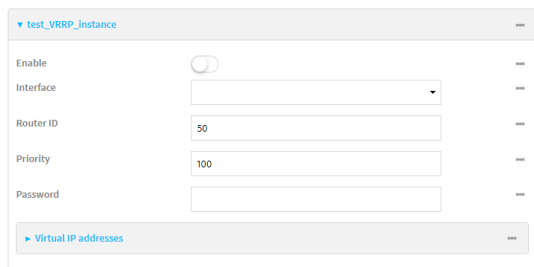 test_VRRP_instance
Enable
Interface
Router ID
50
Priority
100
Password
Virtual IP addresses